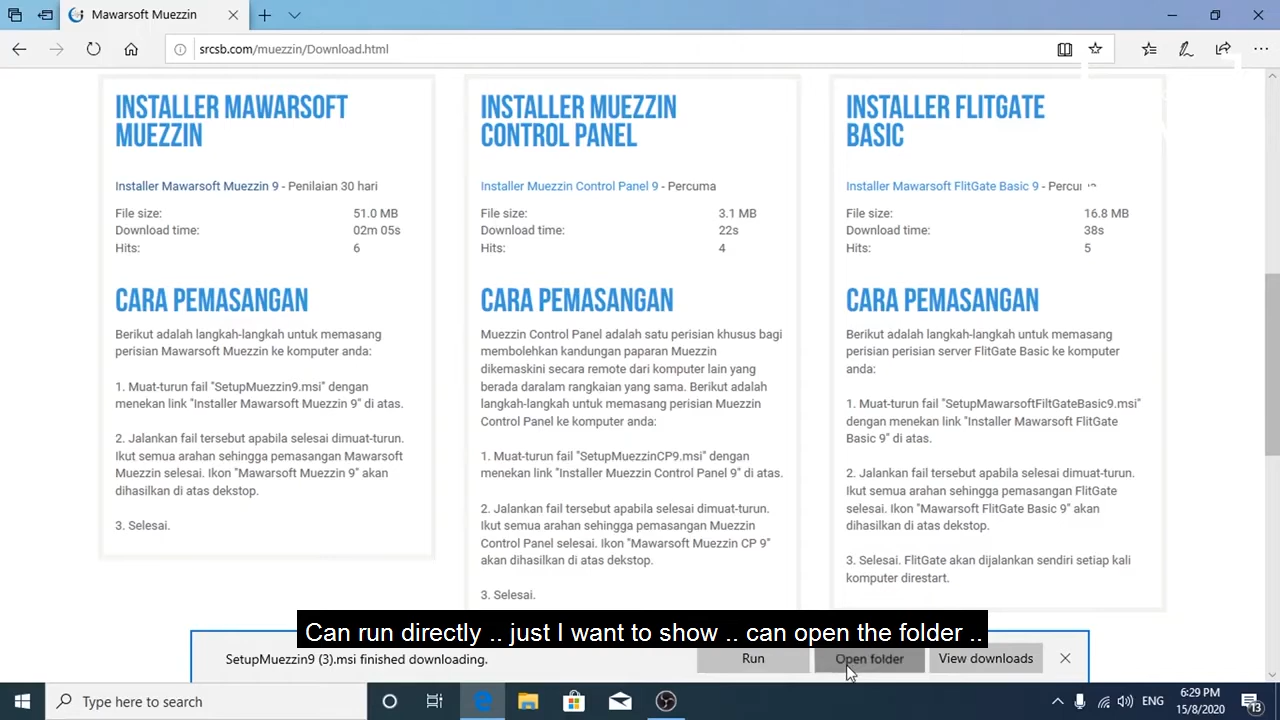 Mawarsoft Muezzin
srcsb.com/muezzin/Download.html
INSTALLER MAWARSOFT
MUEZZIN
Installer Mawarsoft Muezzin 9 - Penilaian 30 hari
File size: 51.0 MB
Download time: 02m 05s
Hits: 6
CARA PEMASANGAN
Berikut adalah langkah-langkah untuk memasang
perisian Mawarsoft Muezzin ke komputer anda:
1. Muat-turun fail "SetupMuezzin9.msi" dengan
menekan link "Installer Mawarsoft Muezzin 9" di atas.
2. Jalankan fail tersebut apabila selesai dimuat-turun.
Ikut semua arahan sehingga pemasangan Mawarsoft
Muezzin selesai. Ikon "Mawarsoft Muezzin 9" akan
dihasilkan di atas dekstop.
3. Selesai.
INSTALLER MUEZZIN
CONTROL PANEL
Installer Muezzin Control Panel 9 - Percuma
File size: 3.1 MB
Download time: 22s
Hits: 4
CARA PEMASANGAN
Muezzin Control Panel adalah satu perisian khusus bagi
membolehkan kandungan paparan Muezzin
dikemaskini secara remote dari komputer lain yang
berada daralam rangkaian yang sama. Berikut adalah
langkah-langkah untuk memasang perisian Muezzin
Control Panel ke komputer anda:
1. Muat-turun fail "SetupMuezzinCP9.msi" dengan
menekan link "Installer Muezzin Control Panel 9" di atas.
2. Jalankan fail tersebut apabila selesai dimuat-turun.
Ikut semua arahan sehingga pemasangan Muezzin
Control Panel selesai. Ikon "Mawarsoft Muezzin CP 9"
akan dihasilkan di atas dekstop.
3. Selesai.
INSTALLER FLITGATE
BASIC
Installer Mawarsoft FlitGate Basic 9 -
File size: 16.8 MB
Download time: 38s
Hits: 5
CARA PEMASANGAN
Berikut adalah langkah-langkah untuk memasang
perisian perisian server FlitGate Basic ke komputer
anda:
1. Muat-turun fail "SetupMawarsoftFiltGateBasic9.msi"
dengan menekan link "Installer Mawarsoft FlitGate
Basic 9" di atas.
2. Jalankan fail tersebut apabila selesai dimuat-turun.
Ikut semua arahan sehingga pemasangan FlitGate
selesai. Ikon "Mawarsoft FlitGate Basic 9" akan
dihasilkan di atas dekstop.
3. Selesai. FlitGate akan dijalankan sendiri setiap kali
komputer direstart.
Can run directly .. just I want to show .. can open the folder ..
SetupMuezzin9 (3).msi finished downloading.
Run
Open folder
View downloads
Type here to search
ENG
6:29 PM
15/8/2020
13